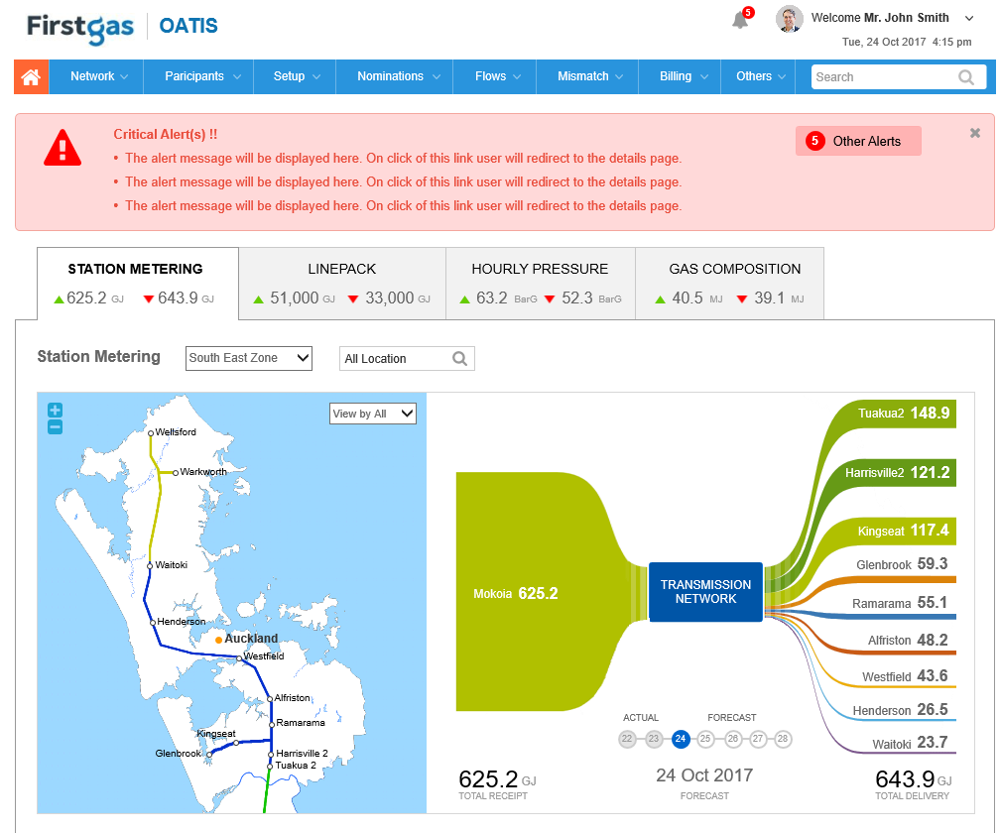 Firstgas OATIS
5
Welcome Mr. John Smith
Tue, 24 Oct 2017 4:15 pm
Network Paricipants Setup Nominations Flows Mismatch Billing Others Search
Critical Alert(s) !!
• The alert message will be displayed here. On click of this link user will redirect to the details page.
• The alert message will be displayed here. On click of this link user will redirect to the details page.
• The alert message will be displayed here. On click of this link user will redirect to the details page.
5 Other Alerts
STATION METERING
625.2 GJ 643.9 GJ
LINEPACK
51,000 GJ 33,000 GJ
HOURLY PRESSURE
63.2 BarG 52.3 BarG
GAS COMPOSITION
40.5 MJ 39.1 MJ
Station Metering
South East Zone
All Location
View by All
Wellsford
Warkworth
Waitoki
Henderson
Auckland
Westfield
Alfriston
Ramarama
Kingseat
Glenbrook
Harrisville 2
Tuakua 2
Mokoia 625.2
TRANSMISSION
NETWORK
Tuakua2 148.9
Harrisville2 121.2
Kingseat 117.4
Glenbrook 59.3
Ramarama 55.1
Alfriston 48.2
Westfield 43.6
Henderson 26.5
Waitoki 23.7
ACTUAL FORECAST
22 23 24 25 26 27 28
625.2 GJ
TOTAL RECEIPT
24 Oct 2017
FORECAST
643.9 GJ
TOTAL DELIVERY